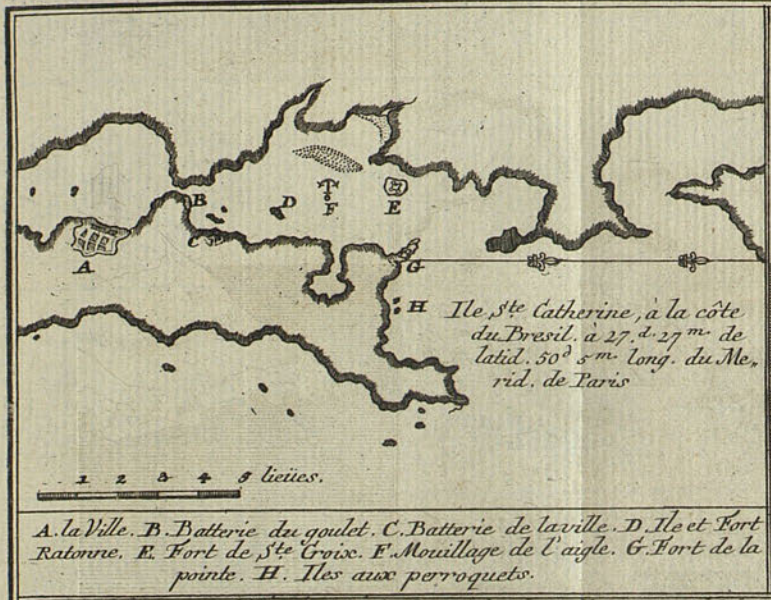 B
D
F
E
C
A
G
H
Ile S.te Catherine, à la côte
du Bresil. à 27.d. 27m. de
latid. 50d 5m. long. du Me,,
rid. de Paris
1 2 3 4 5 lieües.
A. la Ville. B. Batterie du goulet. C. Batterie de la ville. D. Ile et Fort
Ratonne. E. Fort de S.te Croix. F. Mouillage de l'aigle. G. Fort de la
pointe. H. Iles aux perroquets.